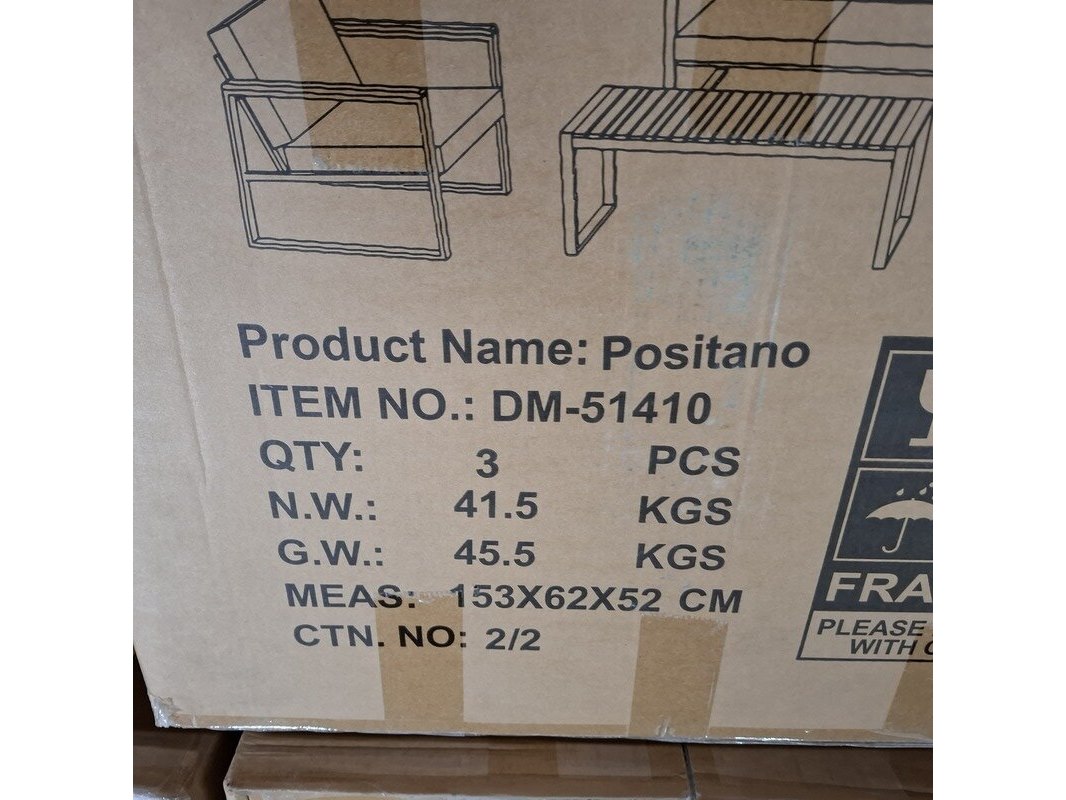 Product Name: Positano
ITEM NO.: DM-51410
QTY: 3 PCS
N.W.: 41.5 KGS
G.W.: 45.5 KGS
MEAS: 153X62X52 CM
CTN. NO: 2/2
FRA
PLEASE
WITH